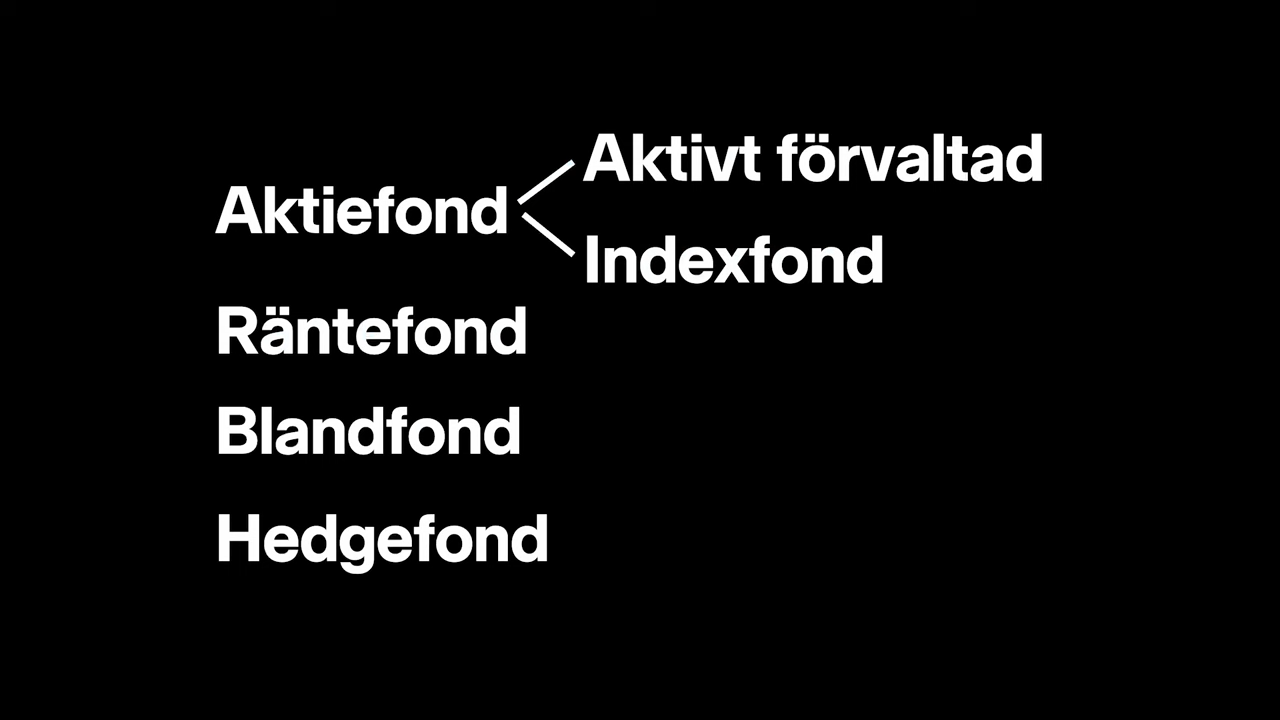 Aktivt förvaltad
Aktiefond
Indexfond
Räntefond
Blandfond
Hedgefond